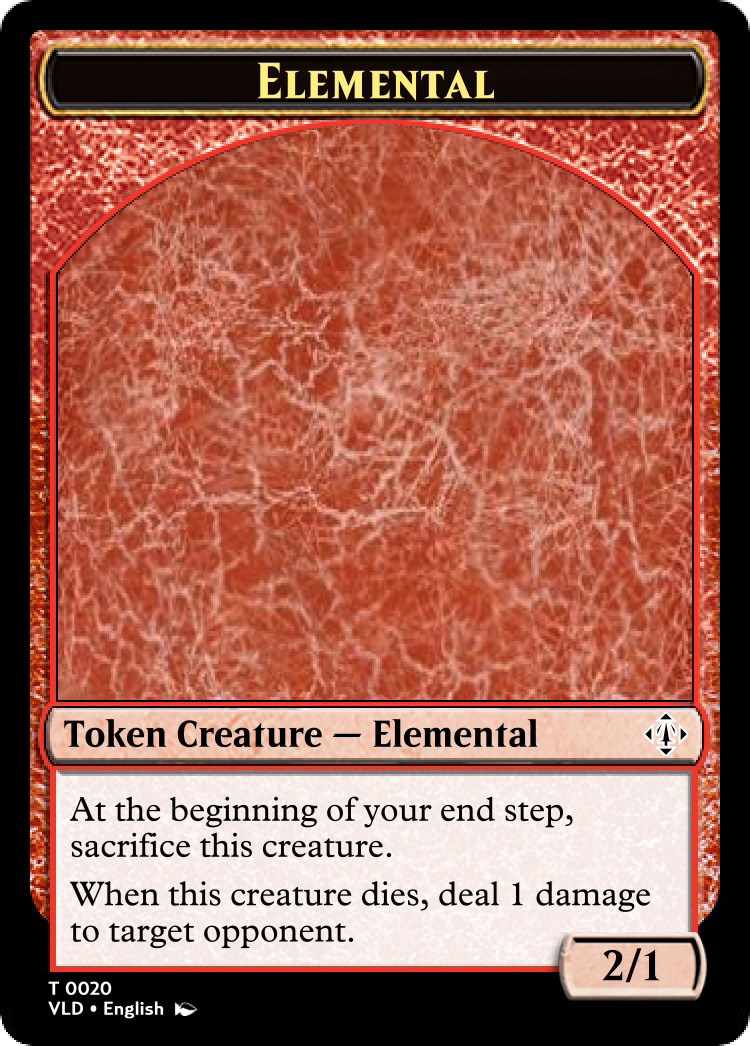 Elemental
Token Creature — Elemental
At the beginning of your end step,
sacrifice this creature.
When this creature dies, deal 1 damage
to target opponent.
2/1
T 0020
VLD • English